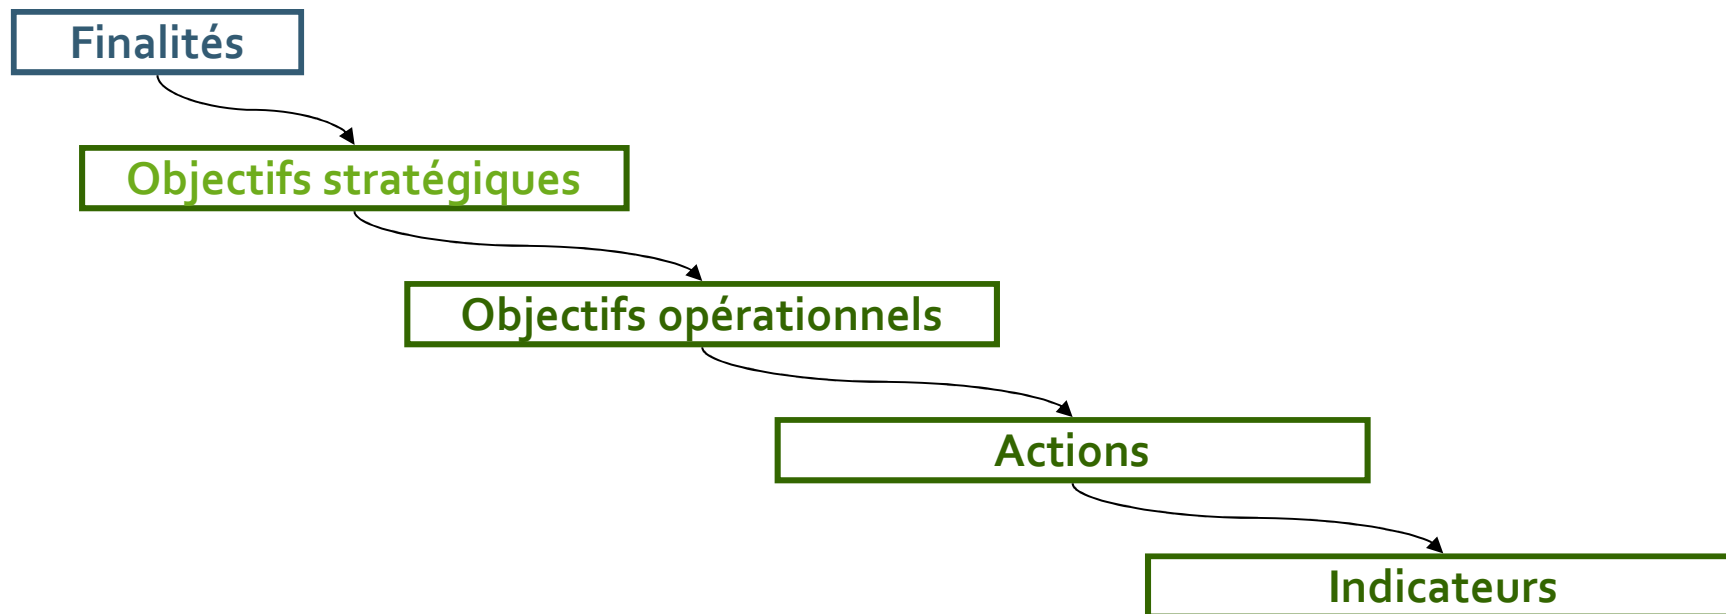 Finalités
Objectifs stratégiques
Objectifs opérationnels
Actions
Indicateurs